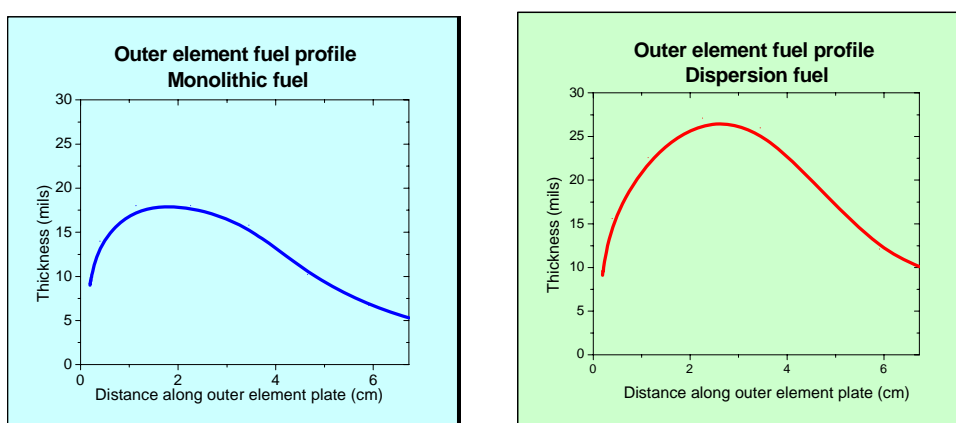 Outer element fuel profile
Monolithic fuel
30
25
20
15
10
5
0
Thickness (mils)
0
2
4
6
Distance along outer element plate (cm)
Outer element fuel profile
Dispersion fuel
30
25
20
15
10
5
0
Thickness (mils)
0
2
4
6
Distance along outer element plate (cm)